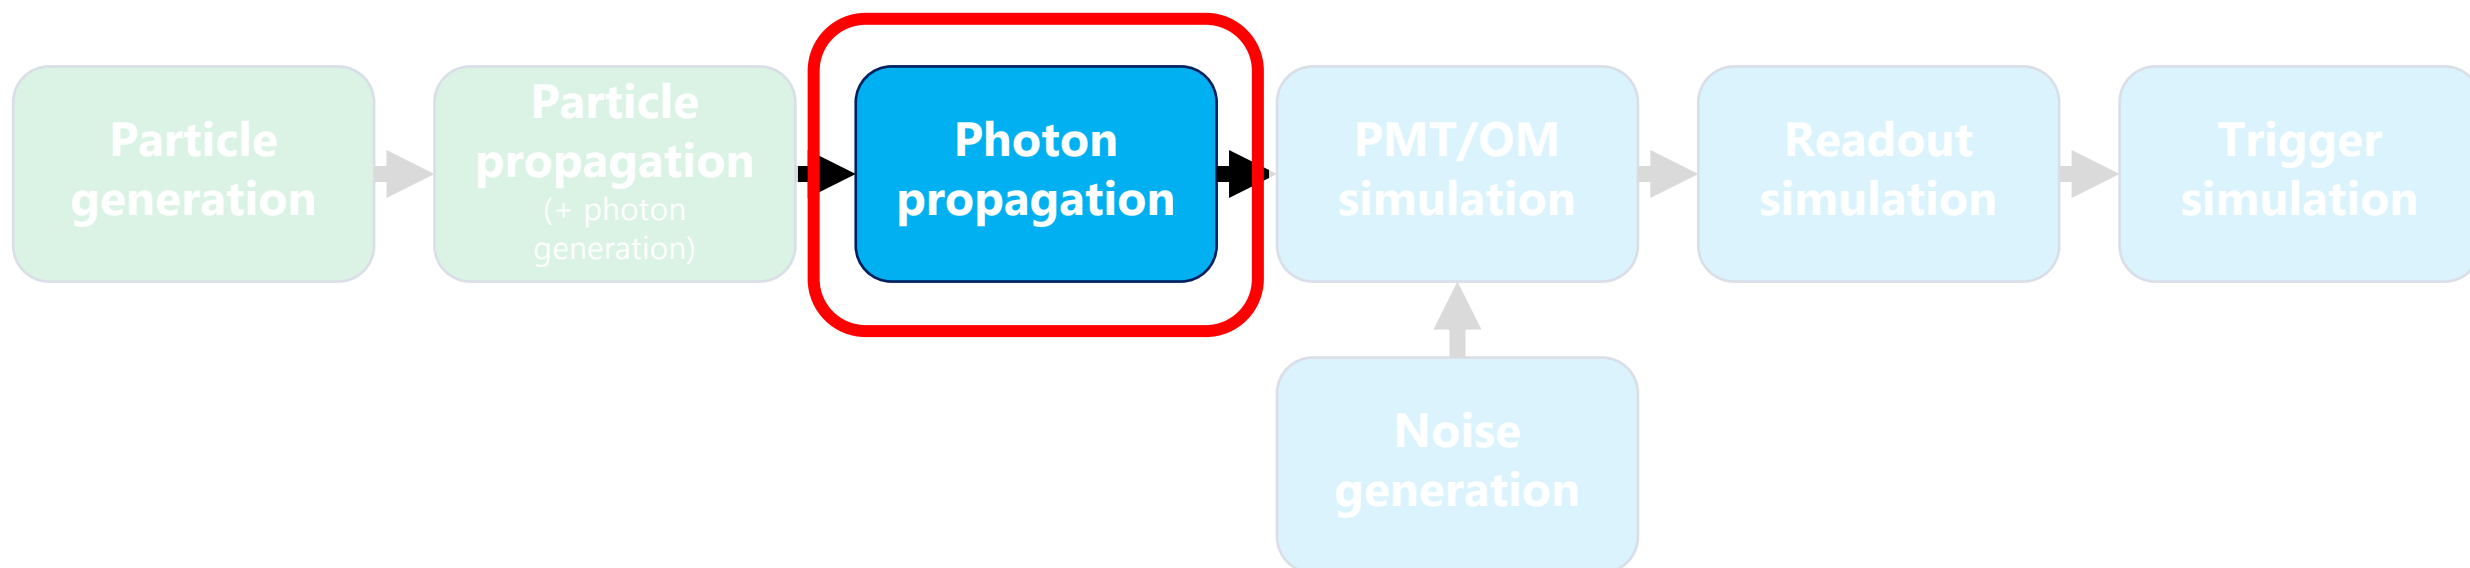 Particle
generation
Particle
propagation
(+ photon
generation)
Photon
propagation
PMT/OM
simulation
Readout
simulation
Trigger
simulation
Noise
generation